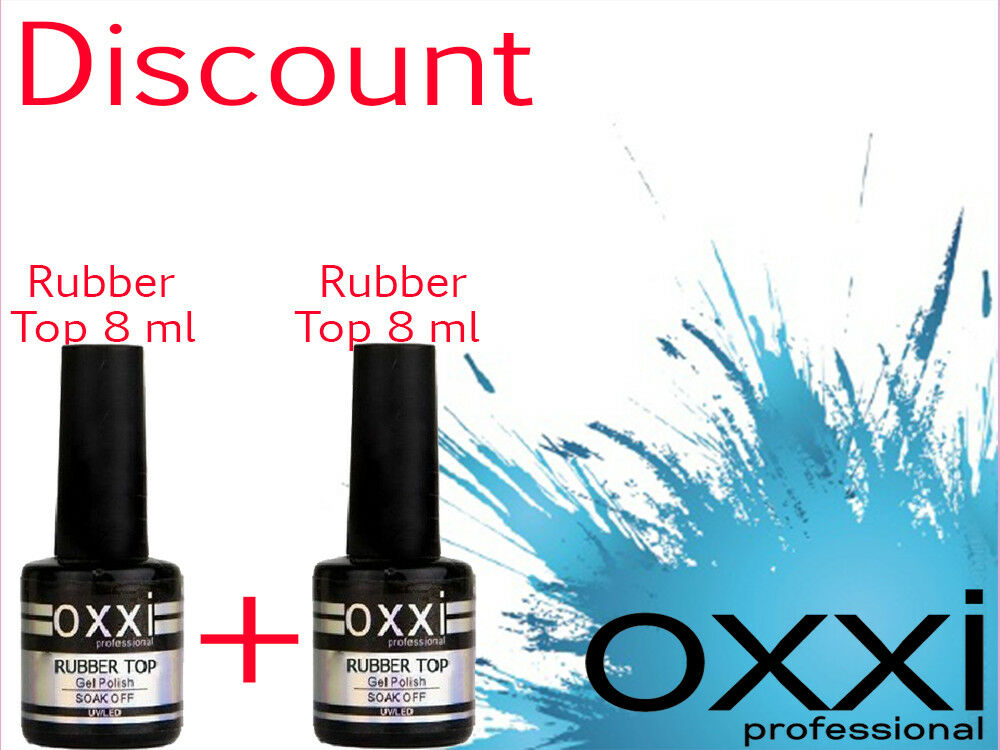 Discount
Rubber
Top 8 ml
Rubber
Top 8 ml
oxxi
professional
RUBBER TOP
Gel Polish
SOAK OFF
UV/LED
+
oxxi
professional
RUBBER TOP
Gel Polish
SOAK OFF
UV/LED
oxxi
professional